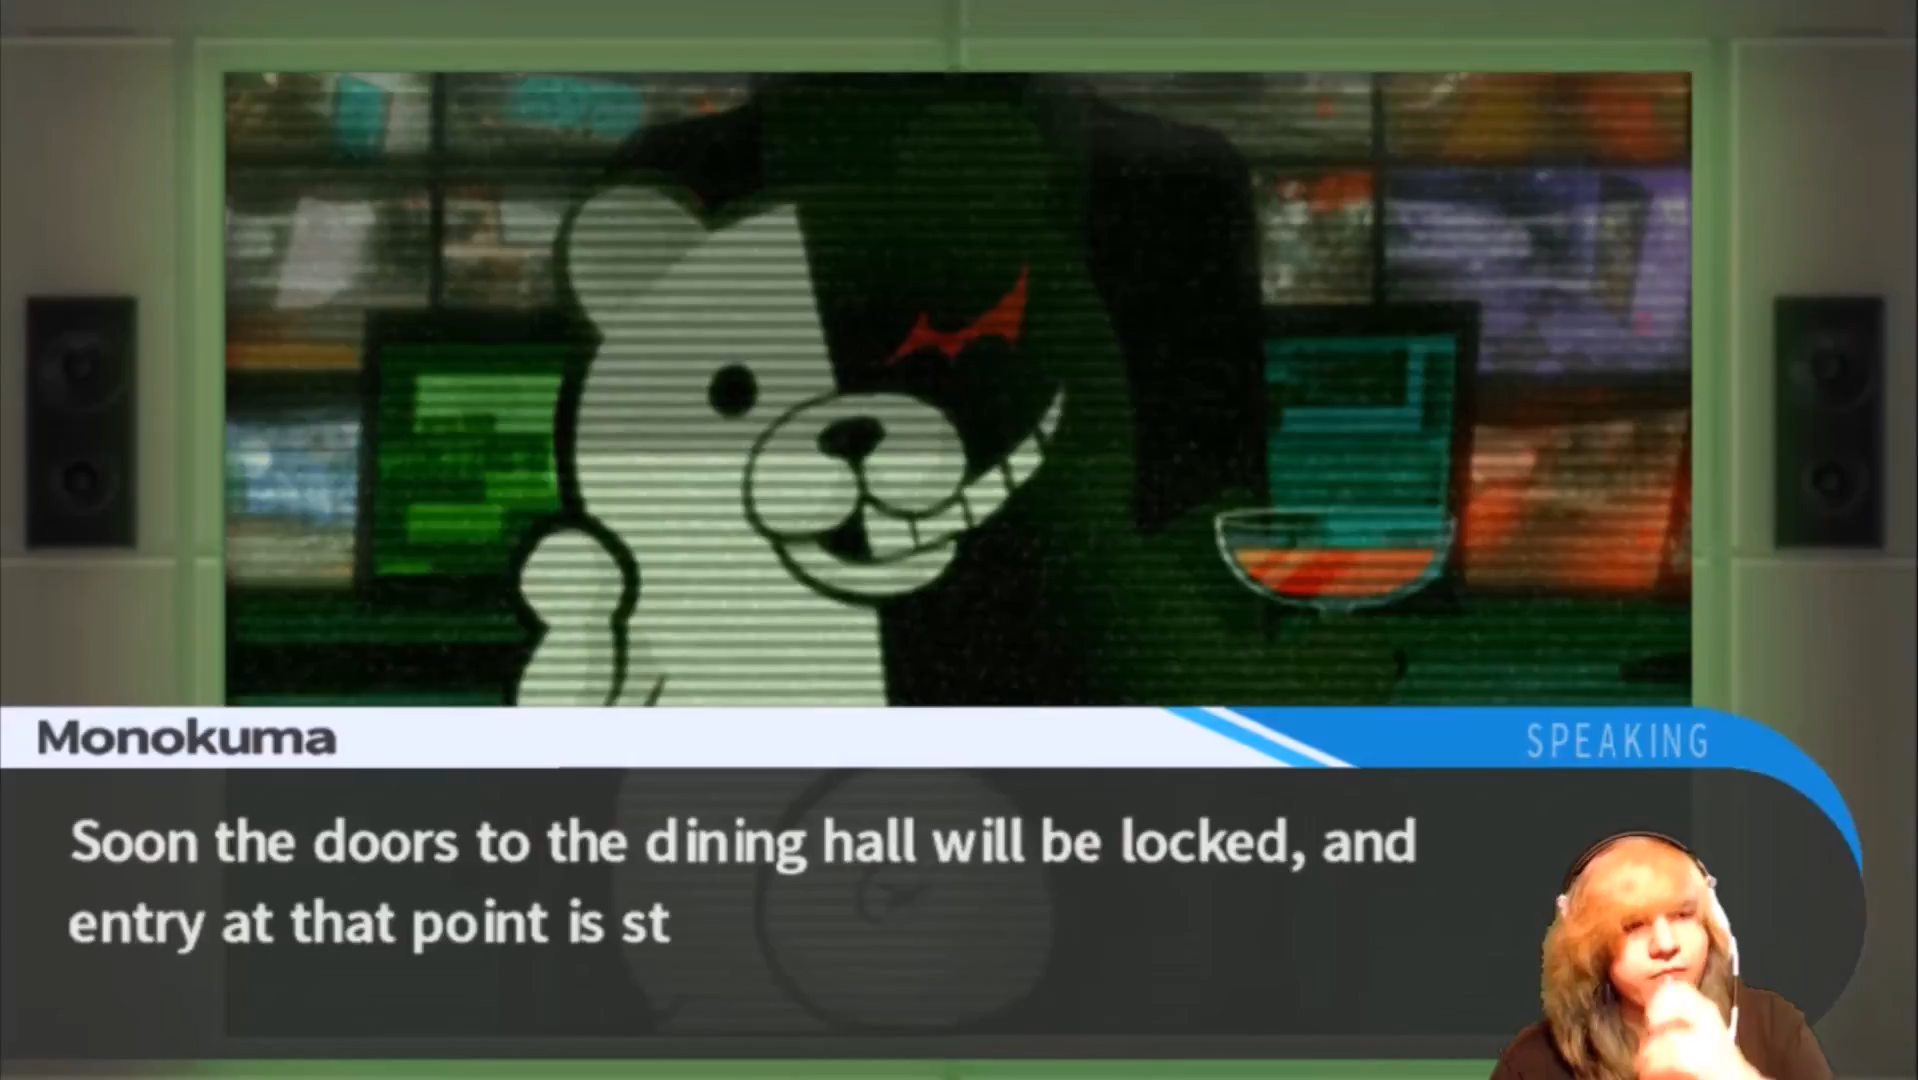 Monokuma
SPEAKING
Soon the doors to the dining hall will be locked, and
entry at that point is st